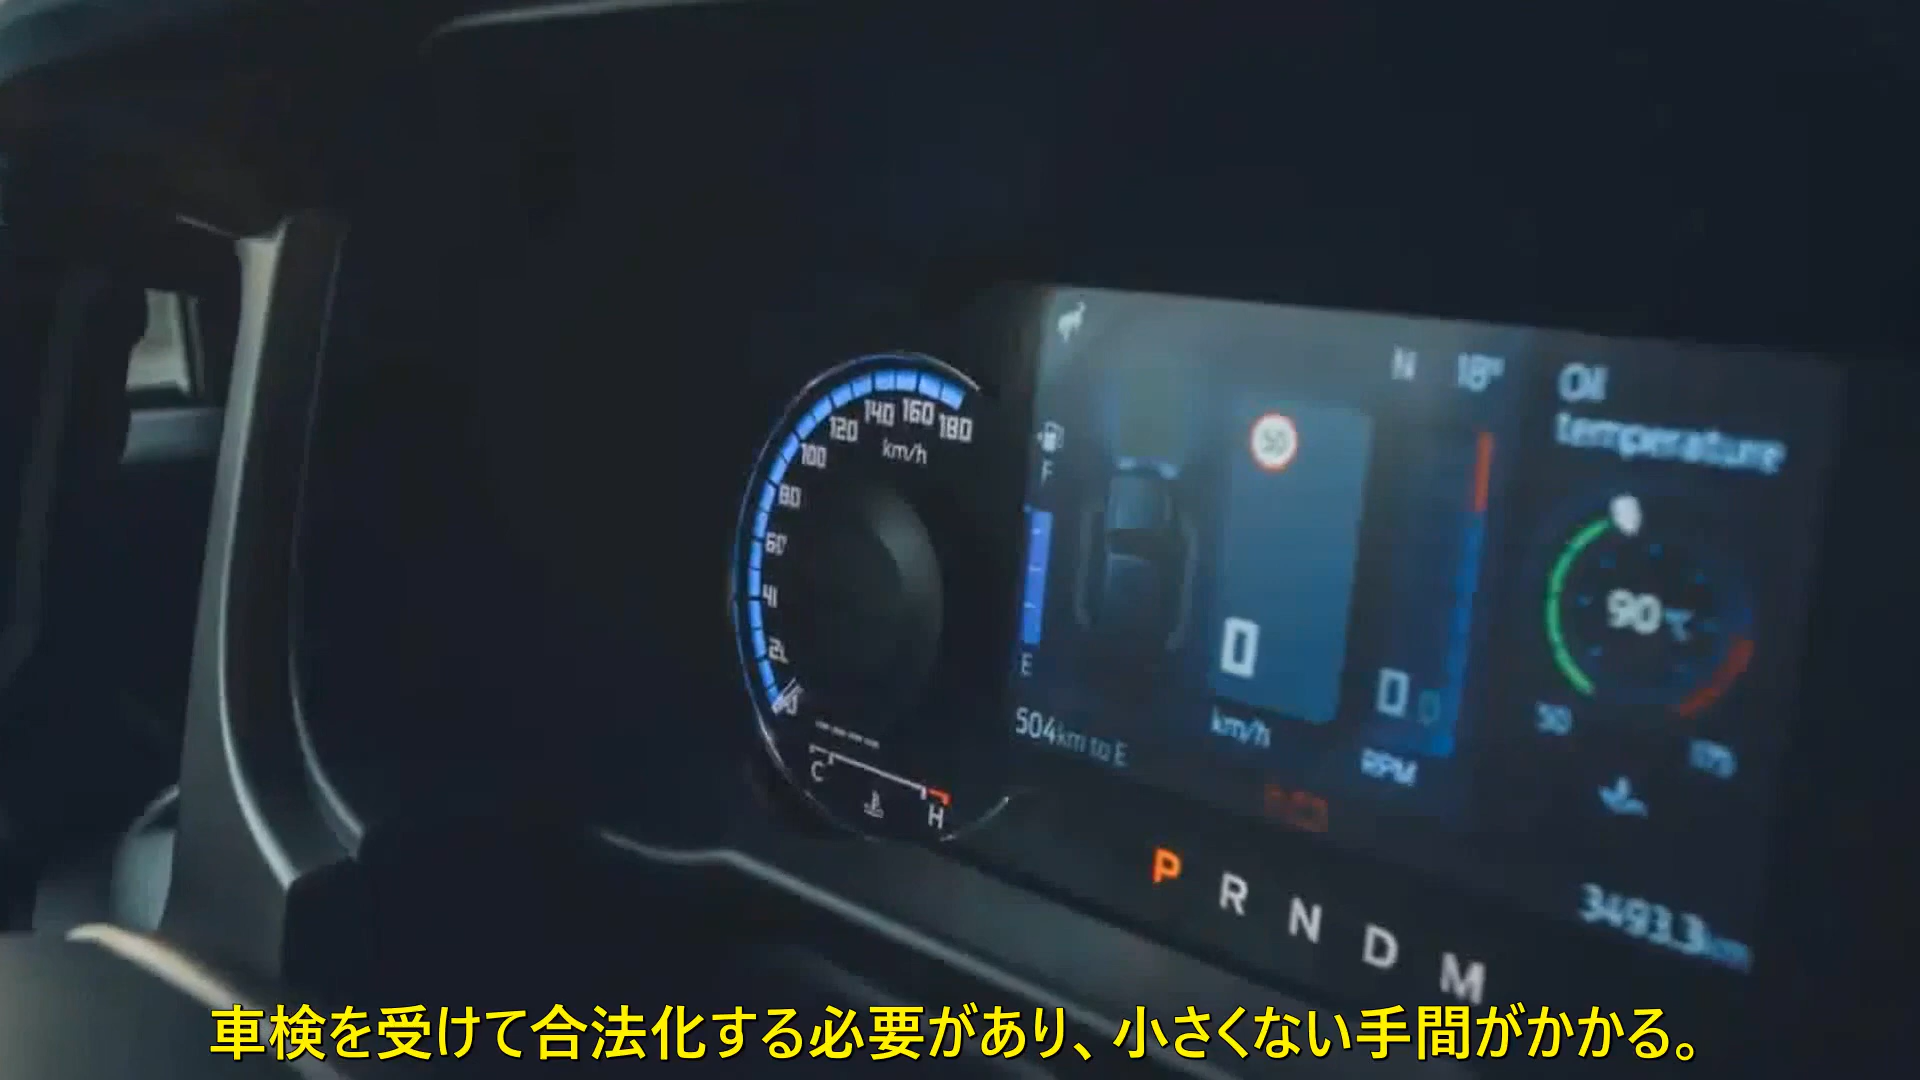 180
160
140
120
100
80
60
km/h
C
H
N 18°
Oil
temperature
50
F
E
0
km/h
0
RPM
90
50
504km to E
P R N D M
3493.3km
車検を受けて合法化する必要があり、小さくない手間がかかる。